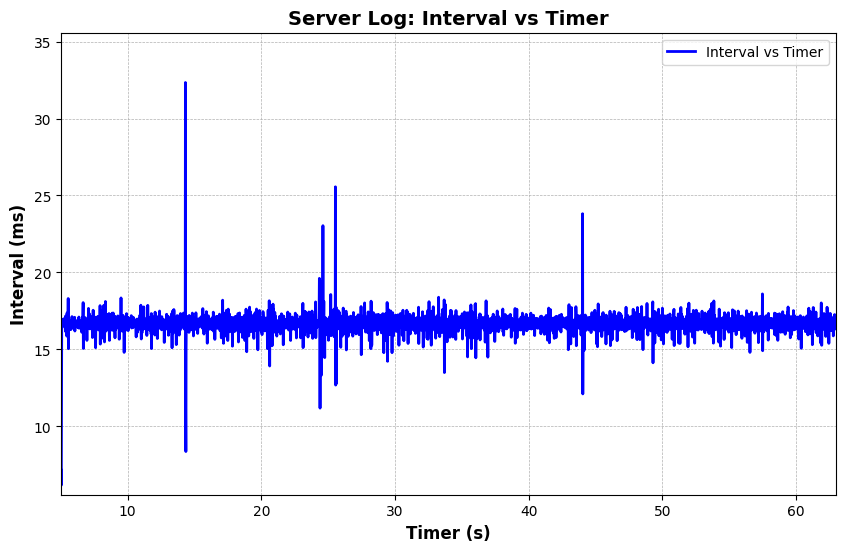 Server Log: Interval vs Timer
Interval vs Timer
35
30
25
20
15
10
Interval (ms)
10 20 30 40 50 60
Timer (s)